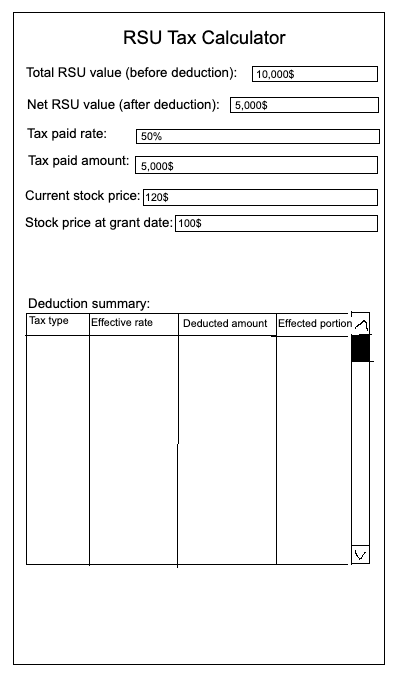 RSU Tax Calculator
Total RSU value (before deduction): 10,000$
Net RSU value (after deduction): 5,000$
Tax paid rate: 50%
Tax paid amount: 5,000$
Current stock price: 120$
Stock price at grant date: 100$
Deduction summary:
Tax type Effective rate Deducted amount Effected portion